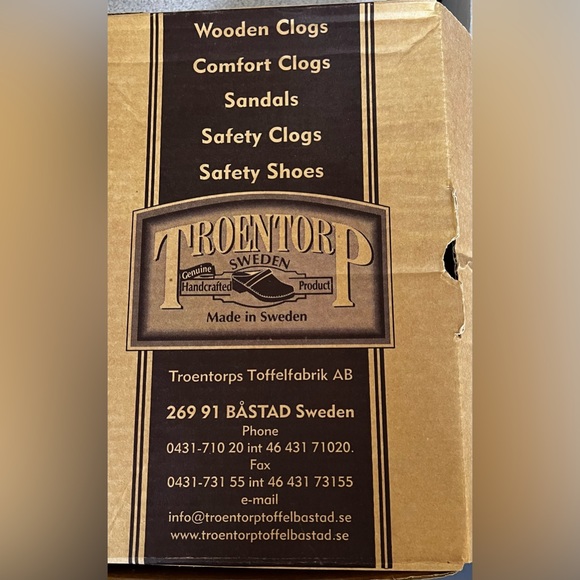 Wooden Clogs
Comfort Clogs
Sandals
Safety Clogs
Safety Shoes
TROENTORP
SWEDEN
Genuine
Handcrafted Product
Made in Sweden
Troentorps Toffelfabrik AB
269 91 BÅSTAD Sweden
Phone
0431-710 20 int 46 431 71020.
Fax
0431-731 55 int 46 431 73155
e-mail
info@troentorptoffelbastad.se
www.troentorptoffelbastad.se